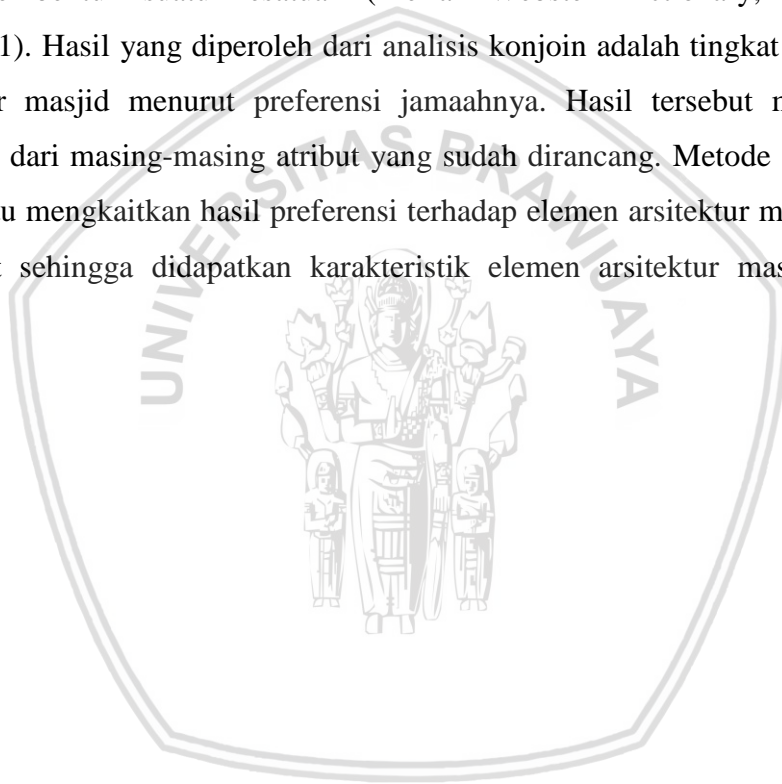 1). Hasil yang diperoleh dari analisis konjoin adalah tingkat
masjid menurut preferensi jamaahnya. Hasil tersebut
dari masing-masing atribut yang sudah dirancang. Metode
mengkaitkan hasil preferensi terhadap elemen arsitektur
sehingga didapatkan karakteristik elemen arsitektur
UNIVERSITAS BRAWIJAYA